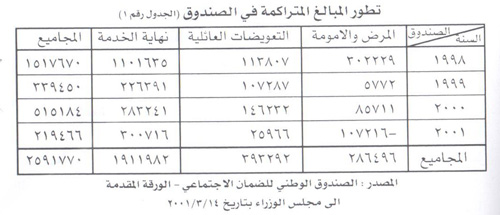 تطور المبالغ المتراكمة في الصندوق (الجدول رقم ١)
الصندوق السنة المرض والامومة التعويضات العائلية نهاية الخدمة المجاميع
١٩٩٨ ٣٠٢٢٢٩ ١١٣٨٠٧ ١١٠١٦٣٥ ١٥١٧٦٧٠
١٩٩٩ ٥٧٧٢ ١٠٧٢٨٧ ٢٢٦٣٩١ ٣٣٩٤٥٠
٢٠٠٠ ٨٥٧١١ ١٤٦٢٣٢ ٢٨٣٢٤١ ٥١٥١٨٤
٢٠٠١ ١٠٧٢١٦- ٢٥٩٦٦ ٣٠٠٧١٦ ٢١٩٤٦٦
المجاميع ٢٨٦٤٩٦ ٣٩٣٢٩٢ ١٩١١٩٨٢ ٢٥٩١٧٧٠
المصدر : الصندوق الوطني للضمان الاجتماعي - الورقة المقدمة
الى مجلس الوزراء بتاريخ ٢٠٠١/٣/١٤